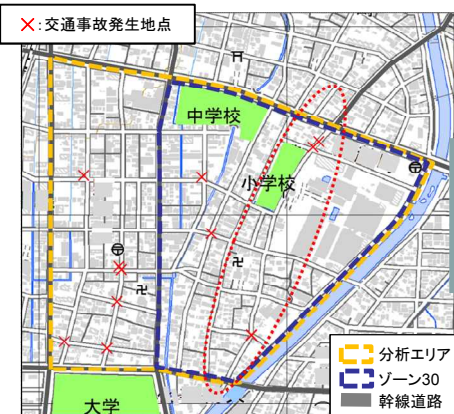 ×:交通事故発生地点
中学校
小学校
大学
分析エリア
ゾーン30
幹線道路